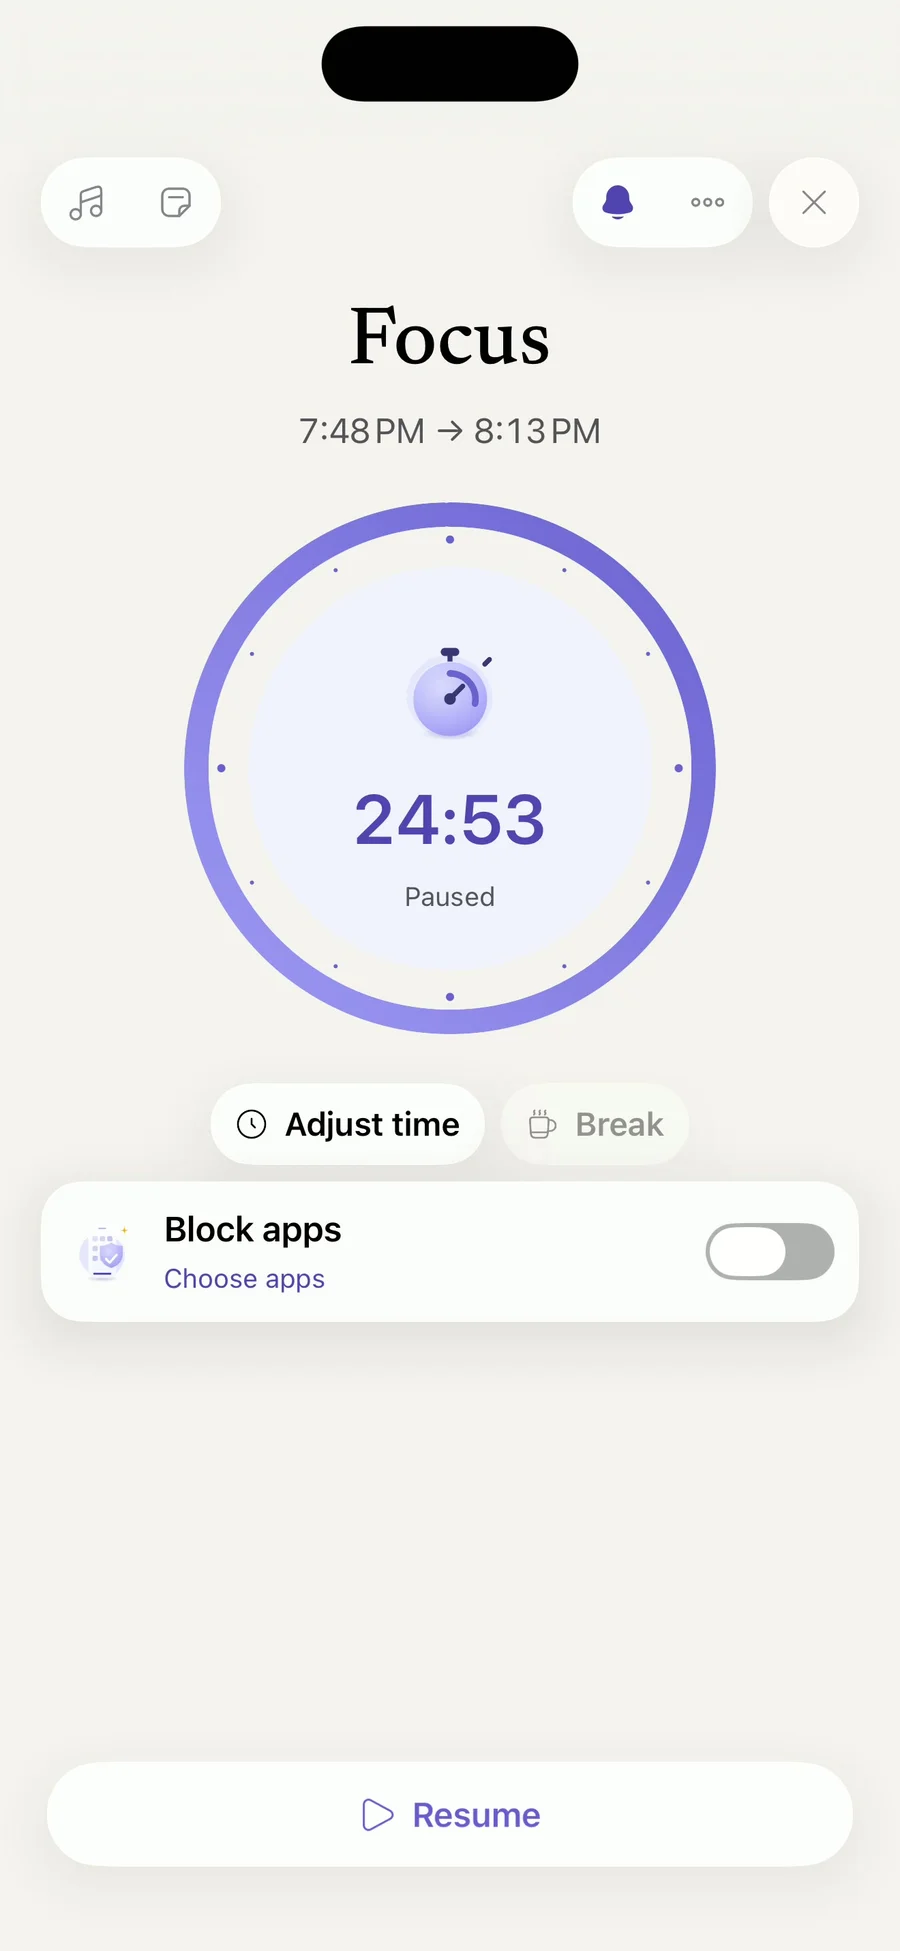 Focus
7:48 PM → 8:13 PM
24:53
Paused
Adjust time
Break
Block apps
Choose apps
Resume